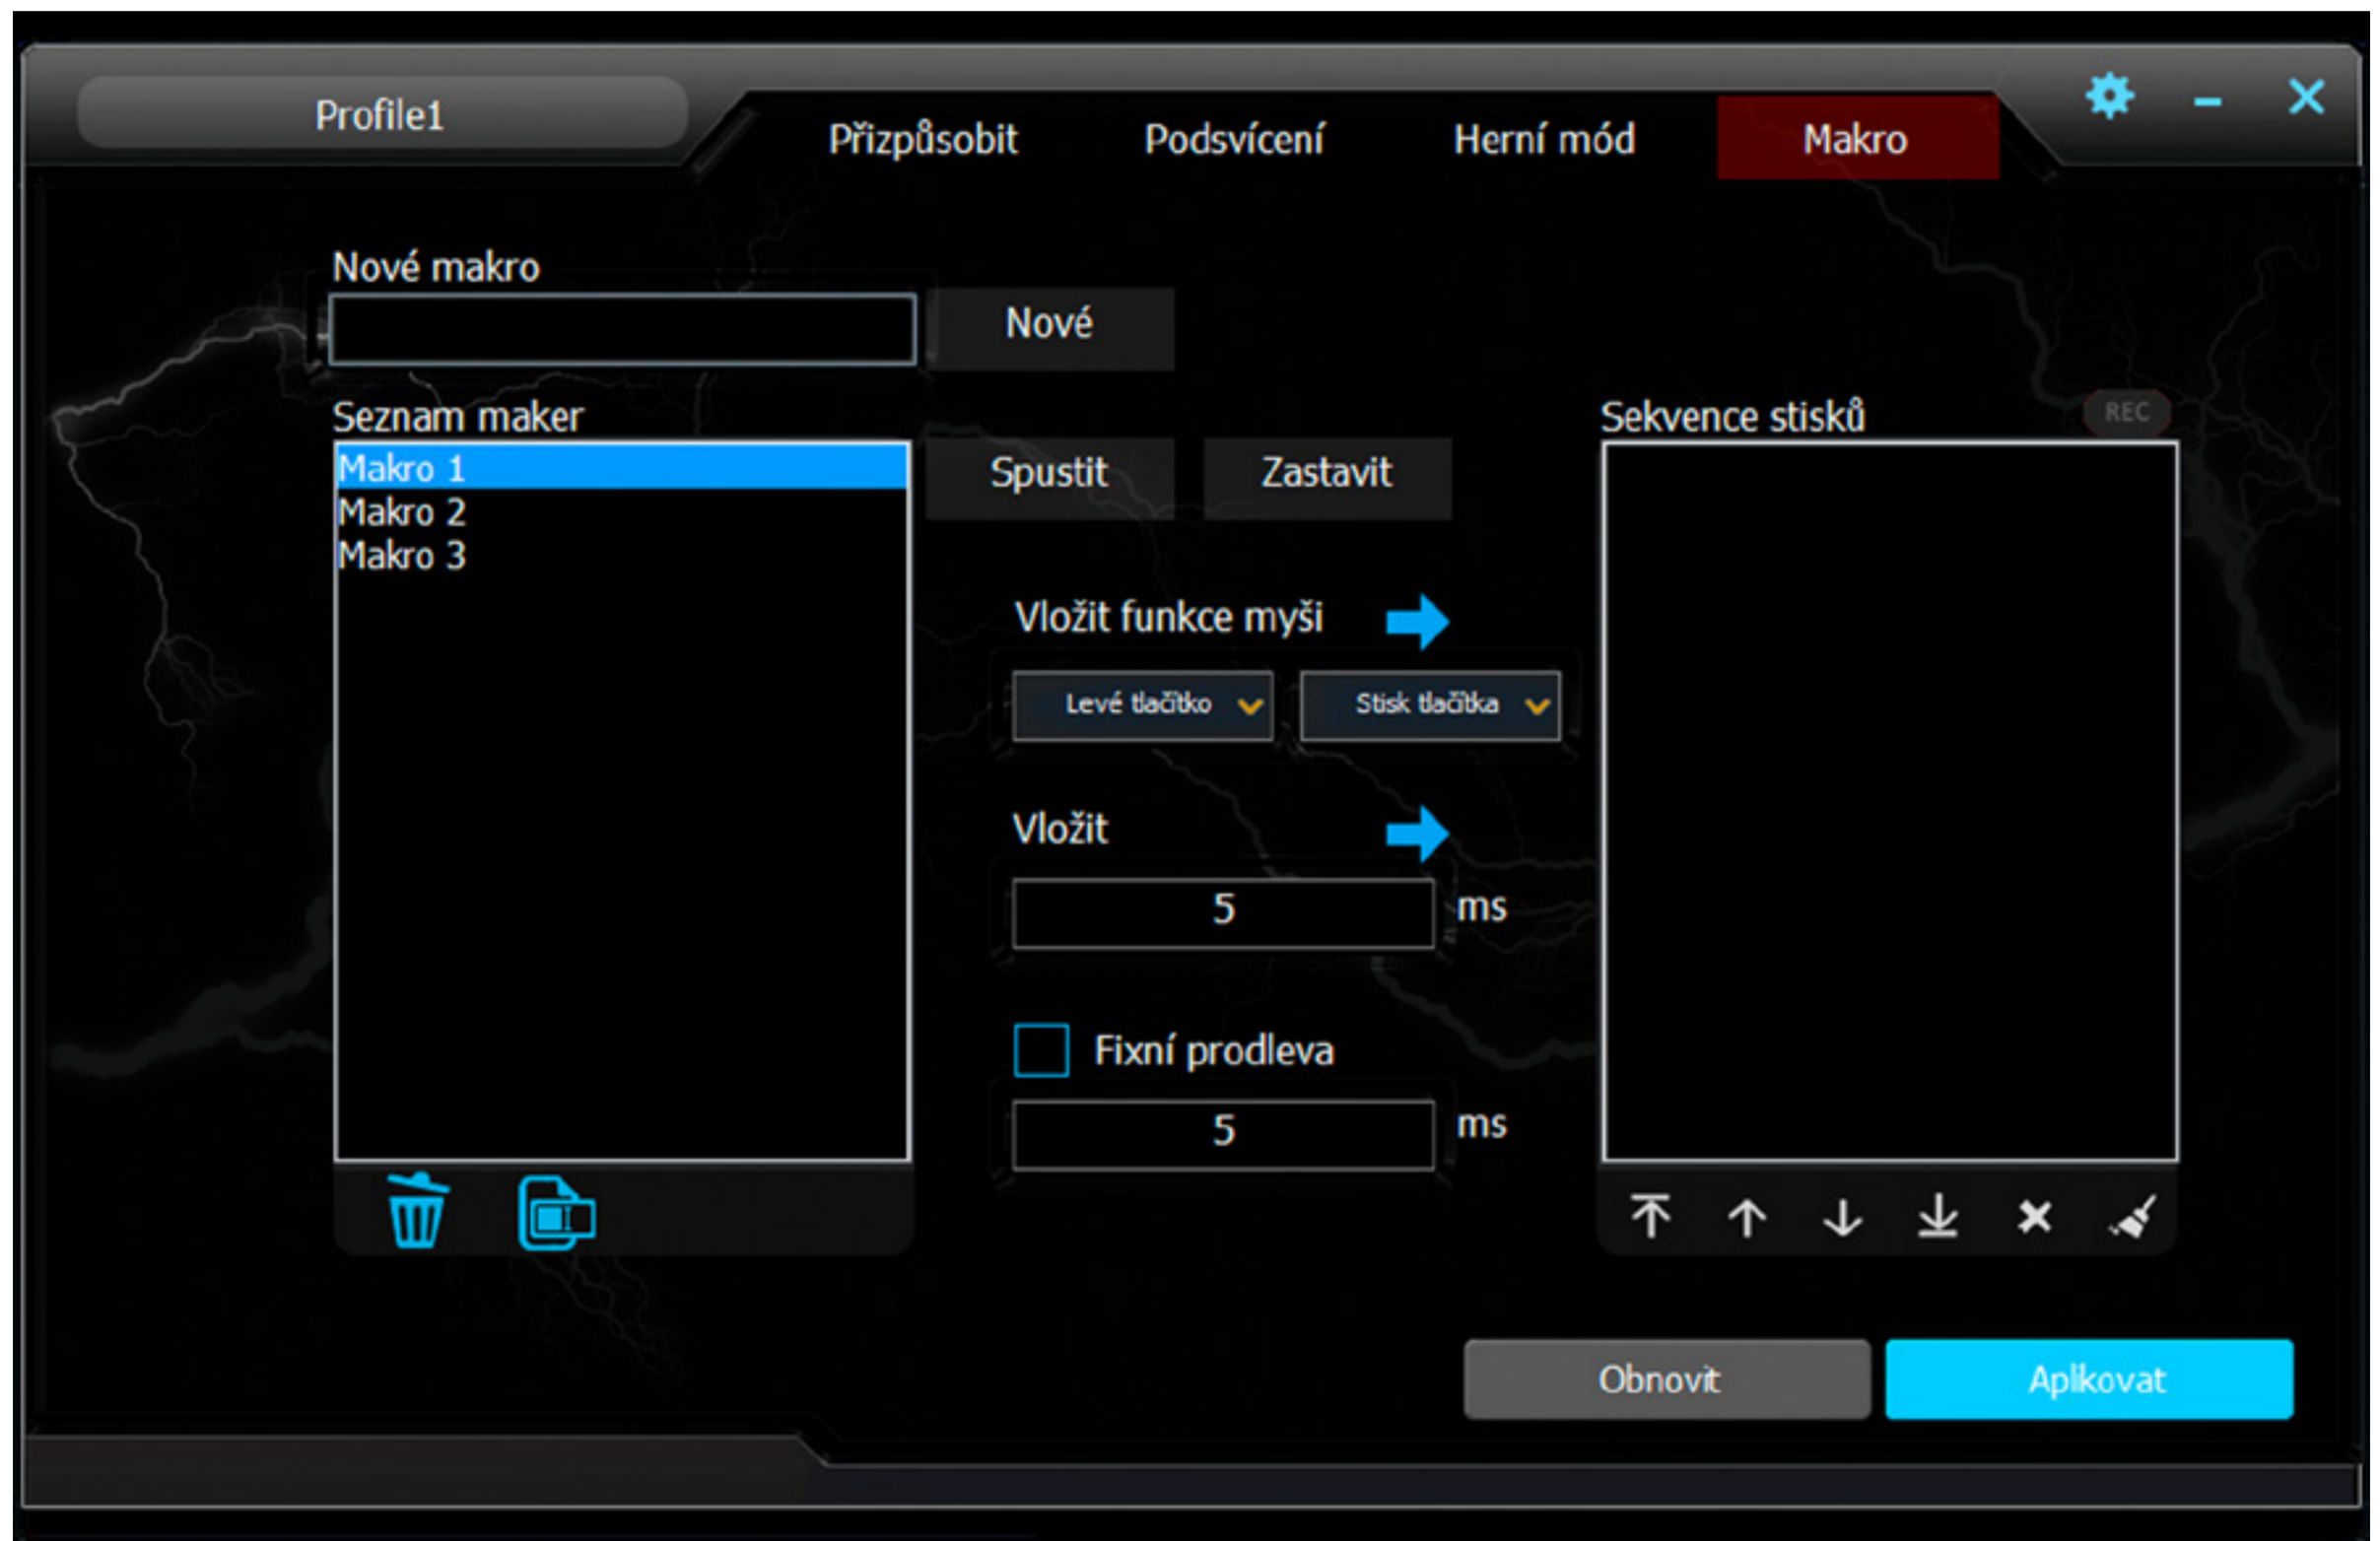 Profile1
Přizpůsobit
Podsvícení
Herní mód
Makro
Nové makro
Nové
Seznam maker
Makro 1
Makro 2
Makro 3
Spustit
Zastavit
Vložit funkce myši
Levé tlačítko
Stisk tlačítka
Vložit
5
ms
Fixní prodleva
5
ms
Sekvence stisků
REC
Obnovit
Aplikovat